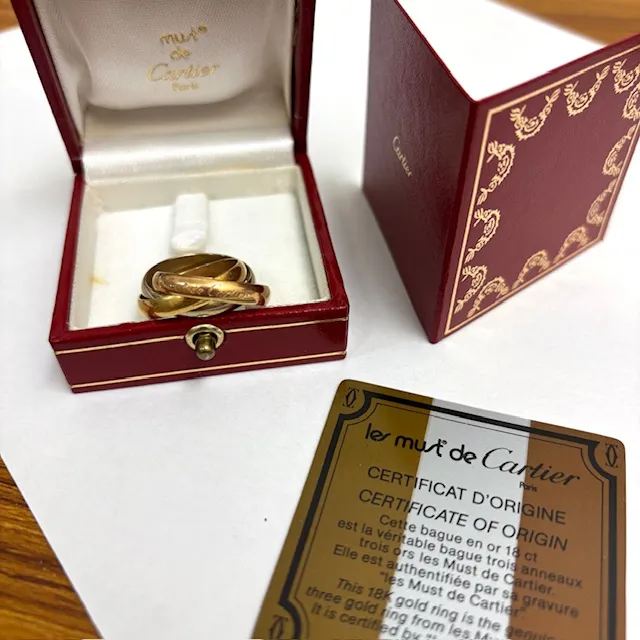 must de
Cartier
Paris
Cartier
les must de Cartier
Paris
CERTIFICAT D'ORIGINE
CERTIFICATE OF ORIGIN
Cette bague en or 18 ct
est la véritable bague trois anneaux
trois ors les Must de Cartier.
Elle est authentifiée par sa gravure
"les Must de Cartier".
This 18K gold ring is the
three gold ring from les
It is certified by